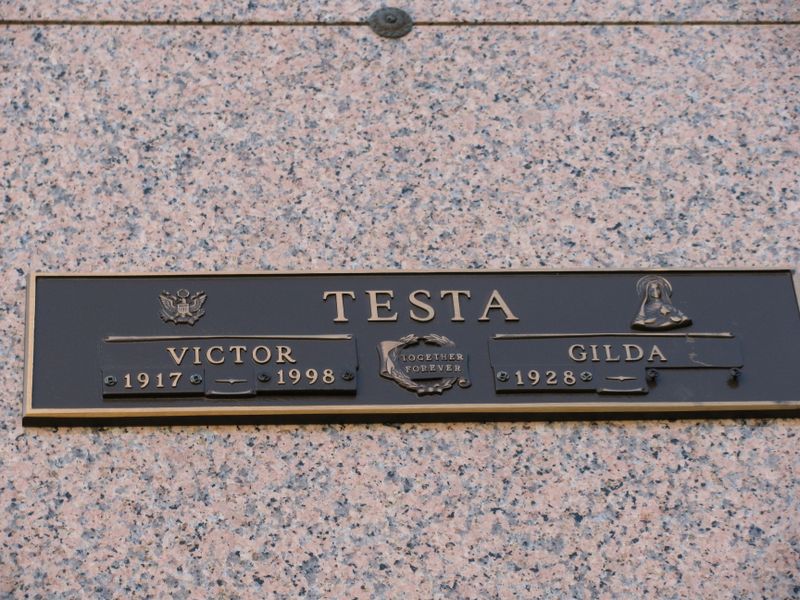 TESTA
VICTOR
1917 1998
TOGETHER
FOREVER
GILDA
1928